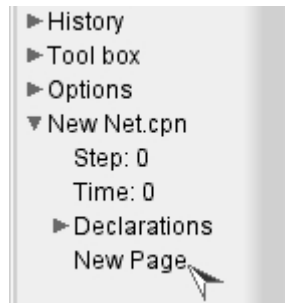 History
Tool box
Options
New Net.cpn
Step: 0
Time: 0
Declarations
New Page